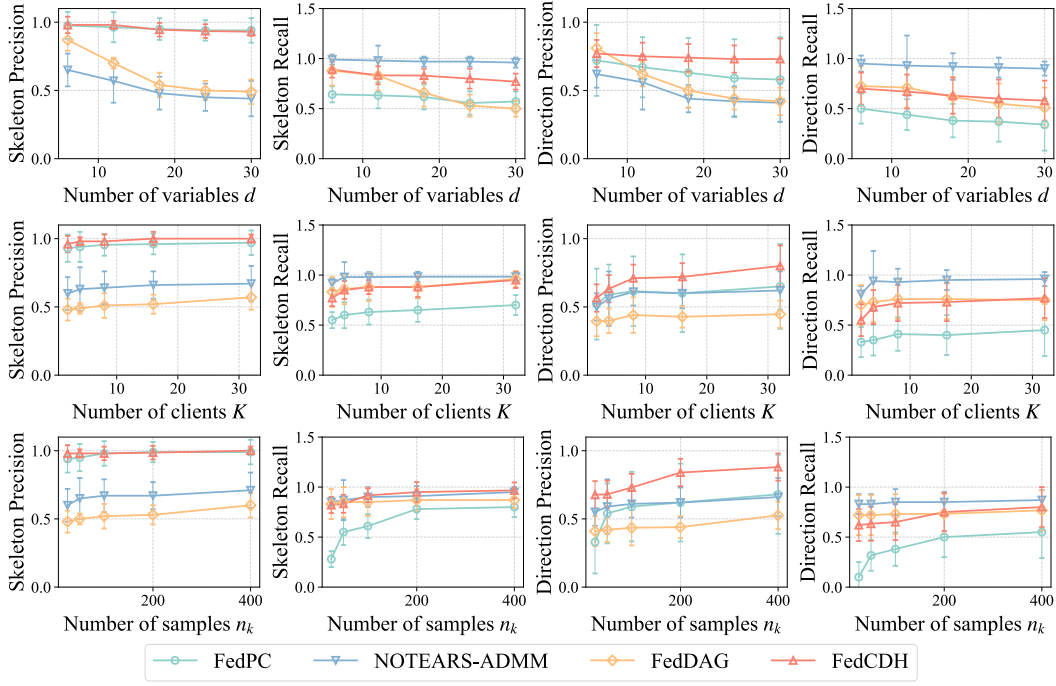 Skeleton Precision
1.0
0.5
0.0
10 20 30
Number of variables d
Skeleton Recall
1.5
1.0
0.5
0.0
10 20 30
Number of variables d
Direction Precision
1.0
0.5
0.0
10 20 30
Number of variables d
Direction Recall
1.5
1.0
0.5
0.0
10 20 30
Number of variables d
Skeleton Precision
1.0
0.5
0.0
10 20 30
Number of clients K
Skeleton Recall
1.5
1.0
0.5
0.0
10 20 30
Number of clients K
Direction Precision
1.0
0.5
0.0
10 20 30
Number of clients K
Direction Recall
1.5
1.0
0.5
0.0
10 20 30
Number of clients K
Skeleton Precision
1.0
0.5
0.0
200 400
Number of samples nₖ
Skeleton Recall
1.5
1.0
0.5
0.0
200 400
Number of samples nₖ
Direction Precision
1.0
0.5
0.0
200 400
Number of samples nₖ
Direction Recall
1.5
1.0
0.5
0.0
200 400
Number of samples nₖ
FedPC NOTEARS-ADMM FedDAG FedCDH